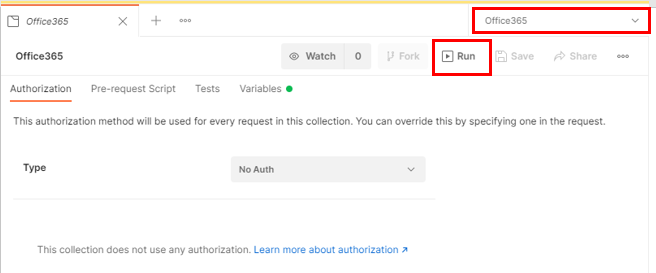 Office365
Office365
Office365 Watch 0 Fork Run Save Share
Authorization Pre-request Script Tests Variables
This authorization method will be used for every request in this collection. You can override this by specifying one in the request.
Type No Auth
This collection does not use any authorization. Learn more about authorization ↗